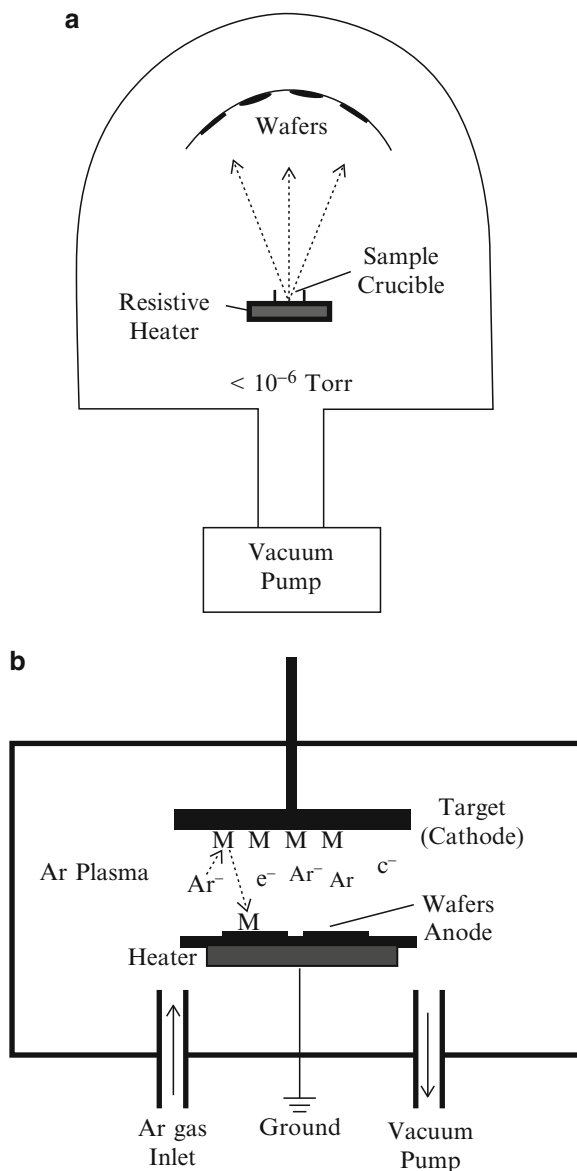 a
Wafers
Sample
Crucible
Resistive
Heater
< 10⁻⁶ Torr
Vacuum
Pump
b
Target
(Cathode)
M M M M
Ar Plasma
Ar⁻ e⁻ Ar⁻ Ar c⁻
Wafers
Anode
M
Heater
Ar gas
Inlet
Ground
Vacuum
Pump